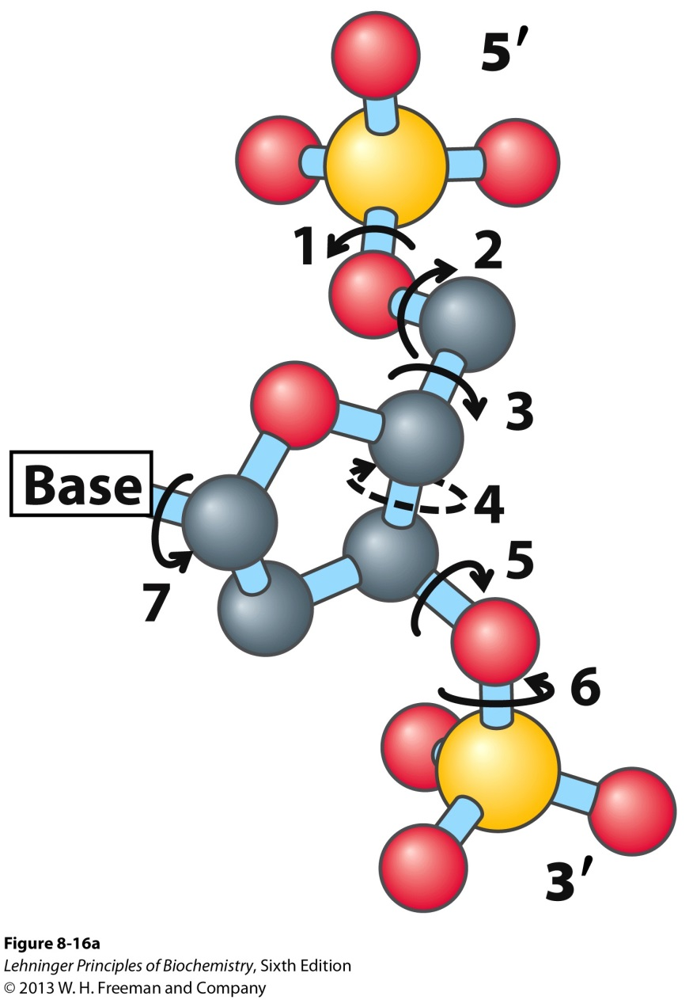 5′
1
2
3
Base
4
5
7
6
3′
Figure 8-16a
Lehninger Principles of Biochemistry, Sixth Edition
© 2013 W. H. Freeman and Company